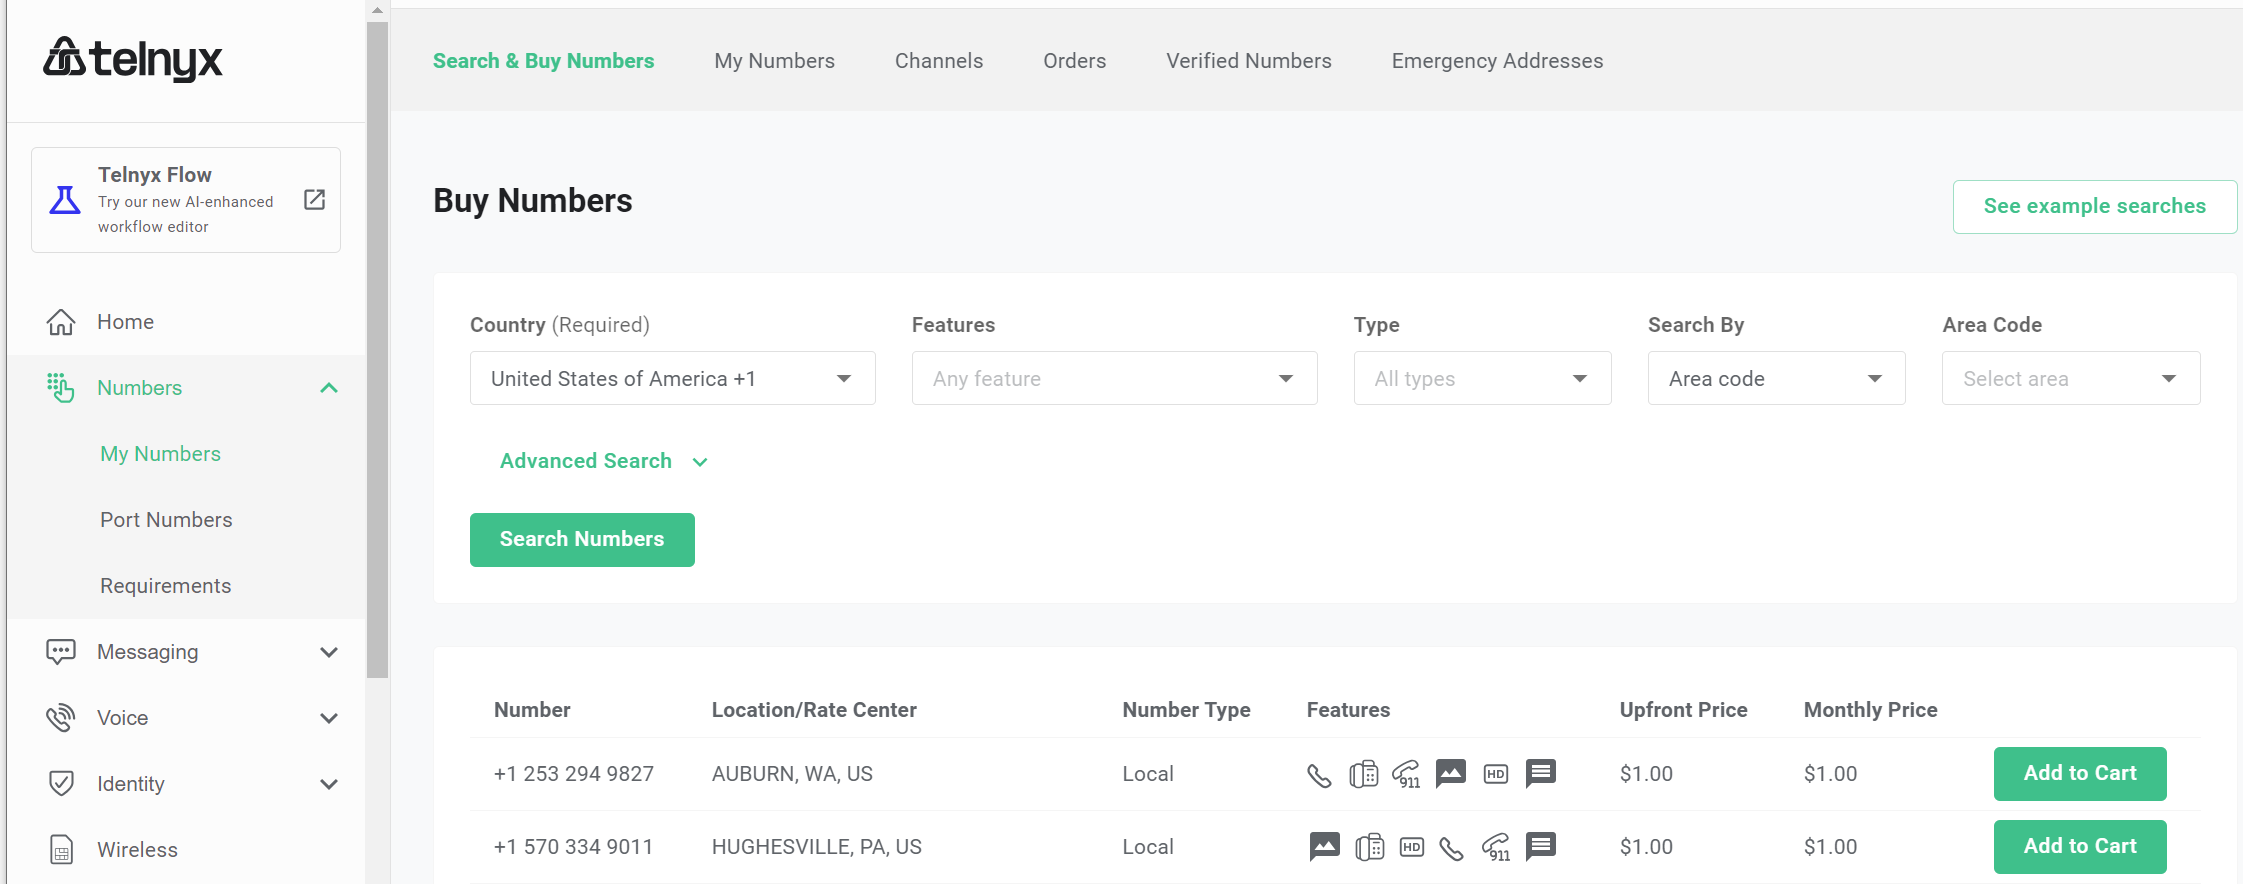 telnyx
Search & Buy Numbers
My Numbers
Channels
Orders
Verified Numbers
Emergency Addresses
Telnyx Flow
Try our new AI-enhanced
workflow editor
Home
Numbers
My Numbers
Port Numbers
Requirements
Messaging
Voice
Identity
Wireless
Buy Numbers
See example searches
Country (Required)
Features
Type
Search By
Area Code
United States of America +1
Any feature
All types
Area code
Select area
Advanced Search
Search Numbers
Number Location/Rate Center Number Type Features Upfront Price Monthly Price
+1 253 294 9827 AUBURN, WA, US Local 911 HD $1.00 $1.00 Add to Cart
+1 570 334 9011 HUGHESVILLE, PA, US Local HD 911 $1.00 $1.00 Add to Cart